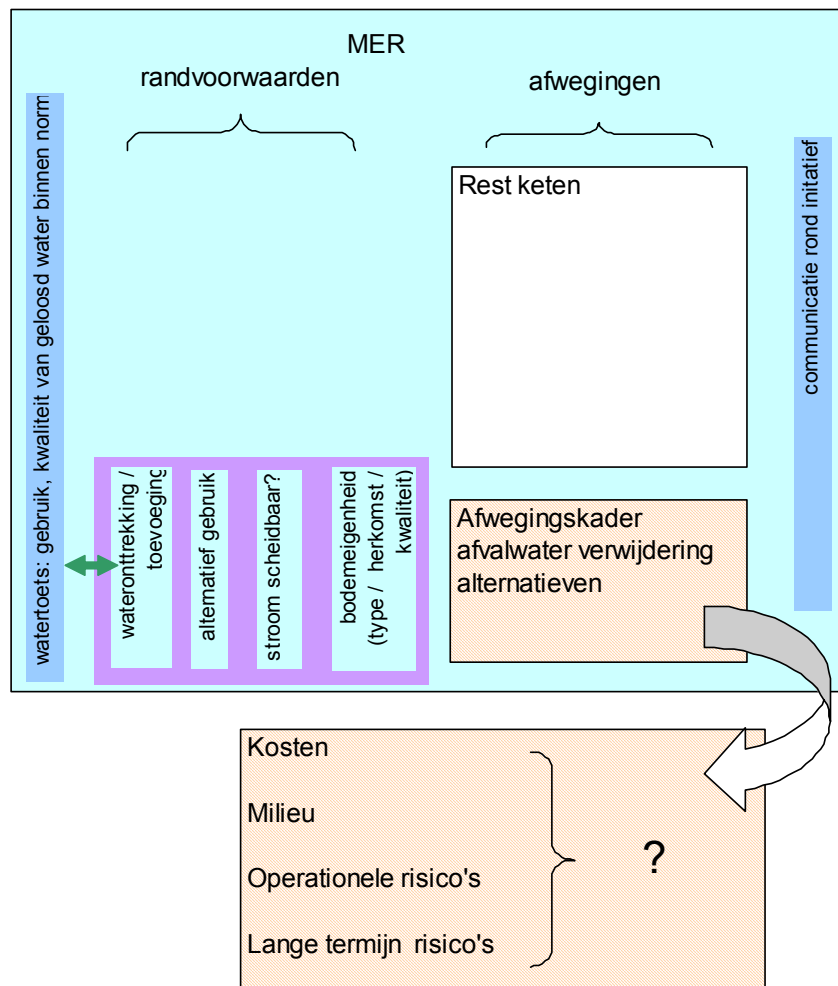 MER
randvoorwaarden
afwegingen
watertoets: gebruik, kwaliteit van geloosd water binnen norm
Rest keten
communicatie rond initatief
wateronttrekking /
toevoeging
alternatief gebruik
stroom scheidbaar?
bodemeigenheid
(type / herkomst /
kwaliteit)
Afwegingskader
afvalwater verwijdering
alternatieven
Kosten
Milieu
Operationele risico's
Lange termijn risico's
?